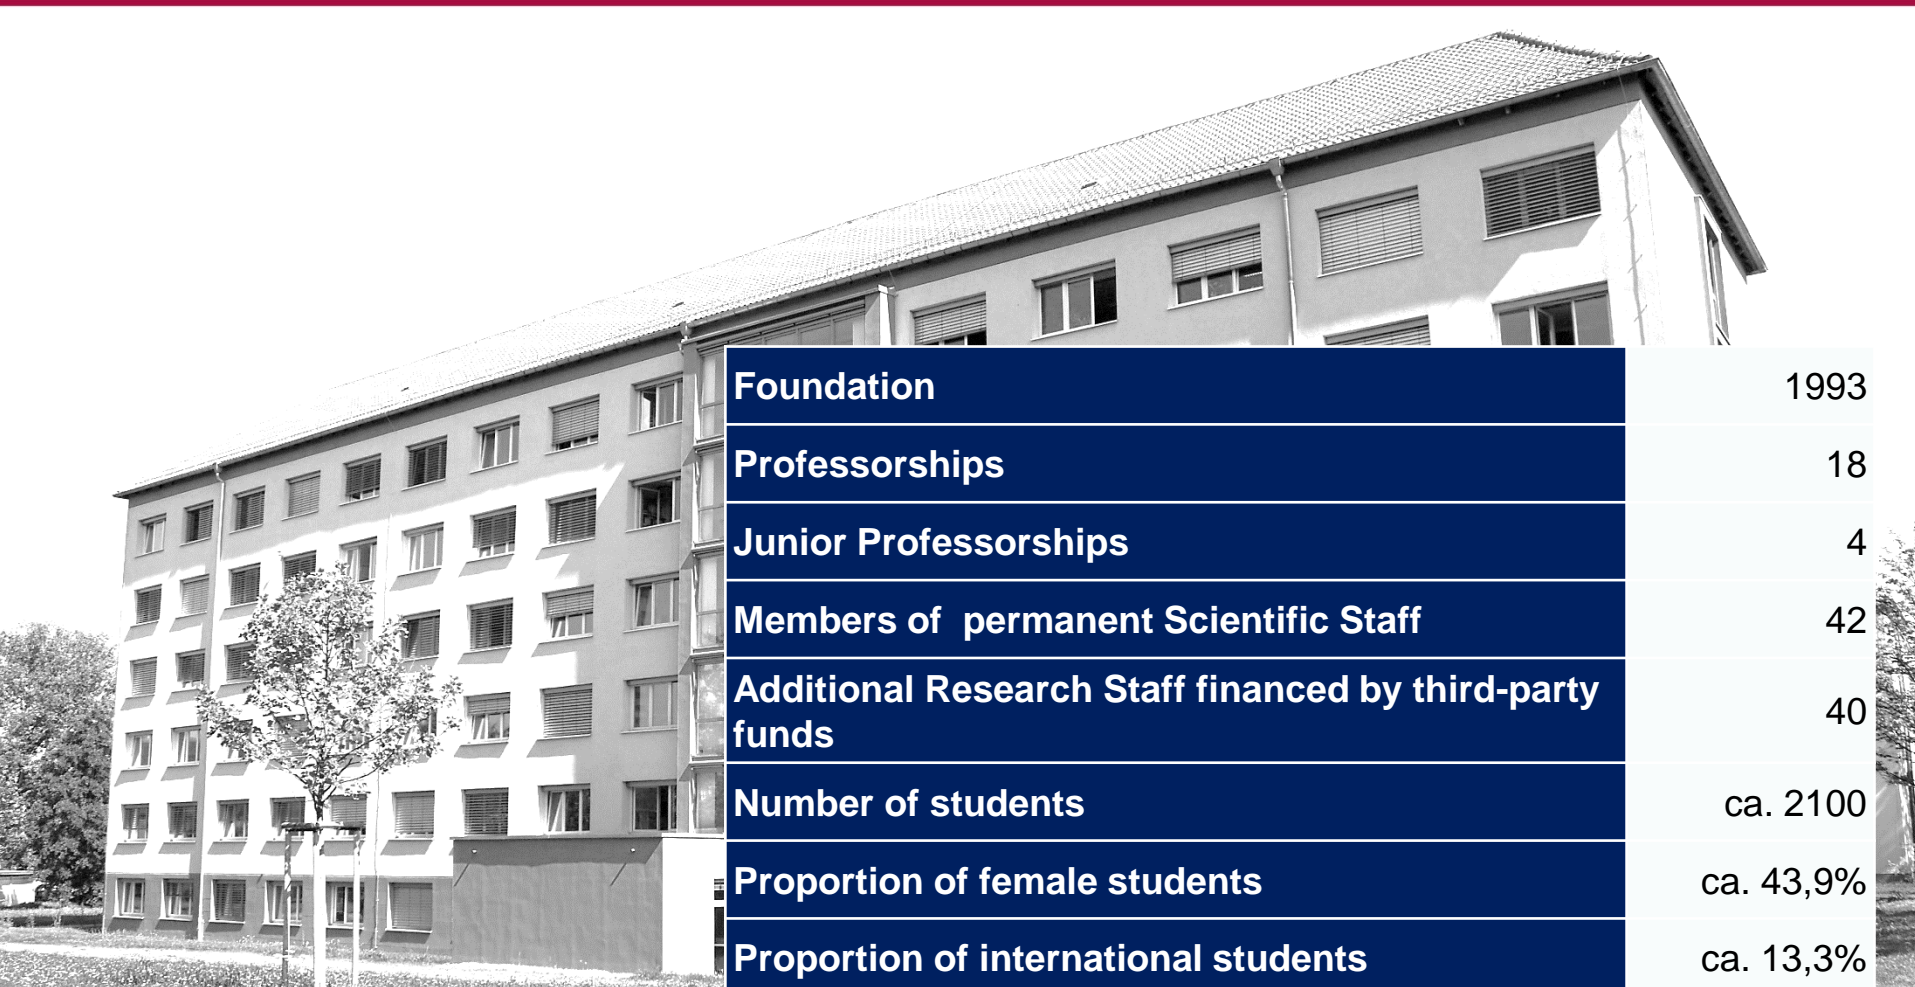 Foundation 1993
Professorships 18
Junior Professorships 4
Members of  permanent Scientific Staff 42
Additional Research Staff financed by third-party
funds 40
Number of students ca. 2100
Proportion of female students ca. 43,9%
Proportion of international students ca. 13,3%